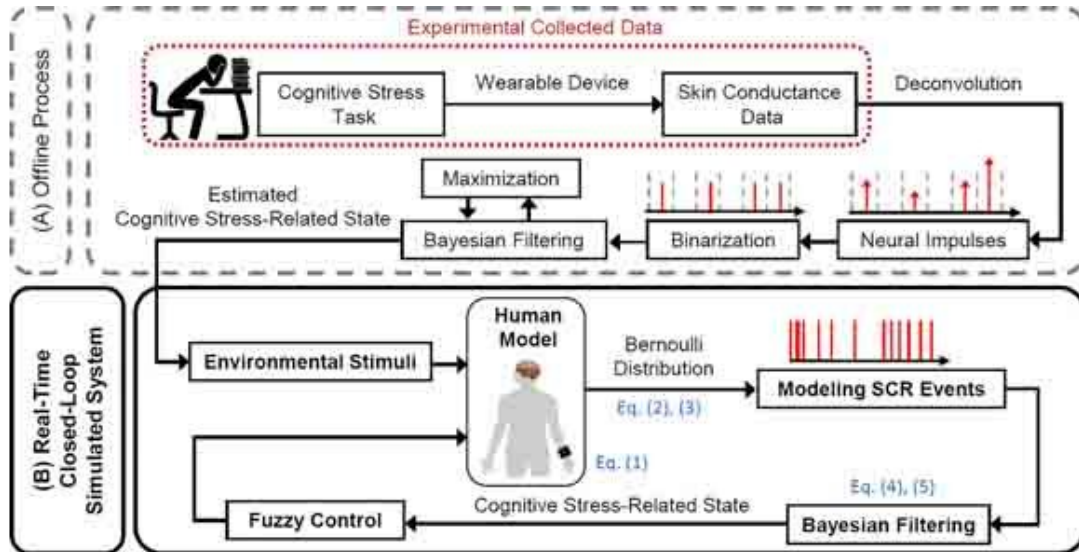 (A) Offline Process
Experimental Collected Data
Cognitive Stress
Task
Wearable Device
Skin Conductance
Data
Deconvolution
Estimated
Cognitive Stress-Related State
Maximization
Bayesian Filtering
Binarization
Neural Impulses
(B) Real-Time
Closed-Loop
Simulated System
Environmental Stimuli
Human
Model
Bernoulli
Distribution
Eq. (2), (3)
Modeling SCR Events
Eq. (1)
Eq. (4), (5)
Cognitive Stress-Related State
Fuzzy Control
Bayesian Filtering